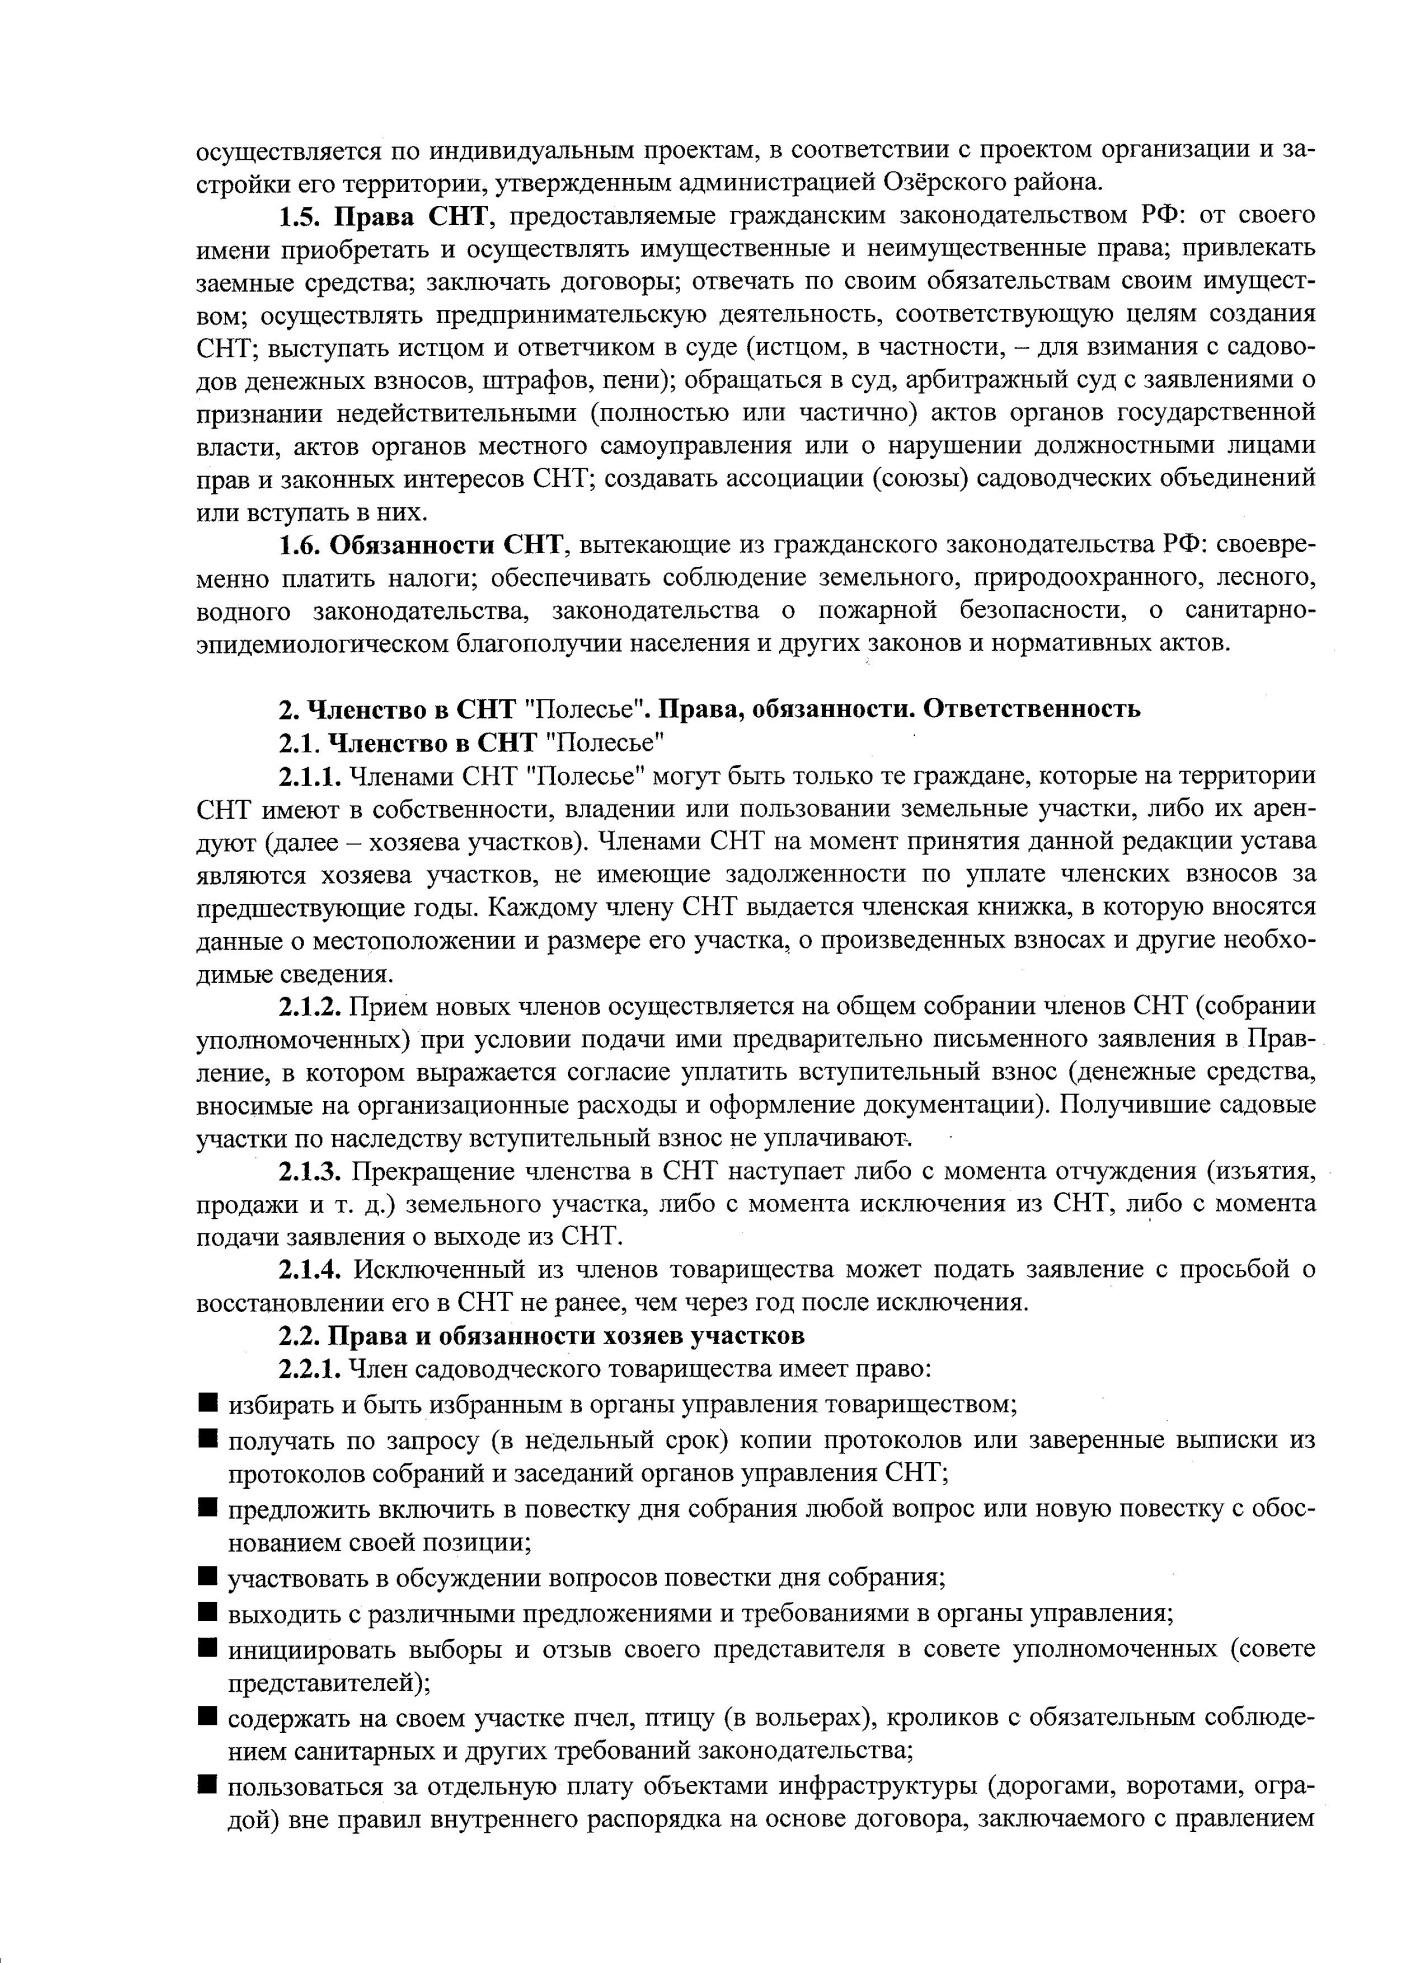 осуществляется по индивидуальным проектам, в соответствии с проектом организации и за-
стройки его территории, утвержденным администрацией Озёрского района.
1.5. Права СНТ, предоставляемые гражданским законодательством РФ: от своего
имени приобретать и осуществлять имущественные и неимущественные права; привлекать
заемные средства; заключать договоры; отвечать по своим обязательствам своим имущест-
вом; осуществлять предпринимательскую деятельность, соответствующую целям создания
СНТ; выступать истцом и ответчиком в суде (истцом, в частности, – для взимания с садово-
дов денежных взносов, штрафов, пени); обращаться в суд, арбитражный суд с заявлениями о
признании недействительными (полностью или частично) актов органов государственной
власти, актов органов местного самоуправления или о нарушении должностными лицами
прав и законных интересов СНТ; создавать ассоциации (союзы) садоводческих объединений
или вступать в них.
1.6. Обязанности СНТ, вытекающие из гражданского законодательства РФ: своевре-
менно платить налоги; обеспечивать соблюдение земельного, природоохранного, лесного,
водного законодательства, законодательства о пожарной безопасности, о санитарно-
эпидемиологическом благополучии населения и других законов и нормативных актов.
2. Членство в СНТ "Полесье". Права, обязанности. Ответственность
2.1. Членство в СНТ "Полесье"
2.1.1. Членами СНТ "Полесье" могут быть только те граждане, которые на территории
СНТ имеют в собственности, владении или пользовании земельные участки, либо их арен-
дуют (далее – хозяева участков). Членами СНТ на момент принятия данной редакции устава
являются хозяева участков, не имеющие задолженности по уплате членских взносов за
предшествующие годы. Каждому члену СНТ выдается членская книжка, в которую вносятся
данные о местоположении и размере его участка, о произведенных взносах и другие необхо-
димые сведения.
2.1.2. Прием новых членов осуществляется на общем собрании членов СНТ (собрании
уполномоченных) при условии подачи ими предварительно письменного заявления в Прав-
ление, в котором выражается согласие уплатить вступительный взнос (денежные средства,
вносимые на организационные расходы и оформление документации). Получившие садовые
участки по наследству вступительный взнос не уплачивают.
2.1.3. Прекращение членства в СНТ наступает либо с момента отчуждения (изъятия,
продажи и т. д.) земельного участка, либо с момента исключения из СНТ, либо с момента
подачи заявления о выходе из СНТ.
2.1.4. Исключенный из членов товарищества может подать заявление с просьбой о
восстановлении его в СНТ не ранее, чем через год после исключения.
2.2. Права и обязанности хозяев участков
2.2.1. Член садоводческого товарищества имеет право:
■ избирать и быть избранным в органы управления товариществом;
■ получать по запросу (в недельный срок) копии протоколов или заверенные выписки из
протоколов собраний и заседаний органов управления СНТ;
■ предложить включить в повестку дня собрания любой вопрос или новую повестку с обос-
нованием своей позиции;
■ участвовать в обсуждении вопросов повестки дня собрания;
■ выходить с различными предложениями и требованиями в органы управления;
■ инициировать выборы и отзыв своего представителя в совете уполномоченных (совете
представителей);
■ содержать на своем участке пчел, птицу (в вольерах), кроликов с обязательным соблюде-
нием санитарных и других требований законодательства;
■ пользоваться за отдельную плату объектами инфраструктуры (дорогами, воротами, огра-
дой) вне правил внутреннего распорядка на основе договора, заключаемого с правлением